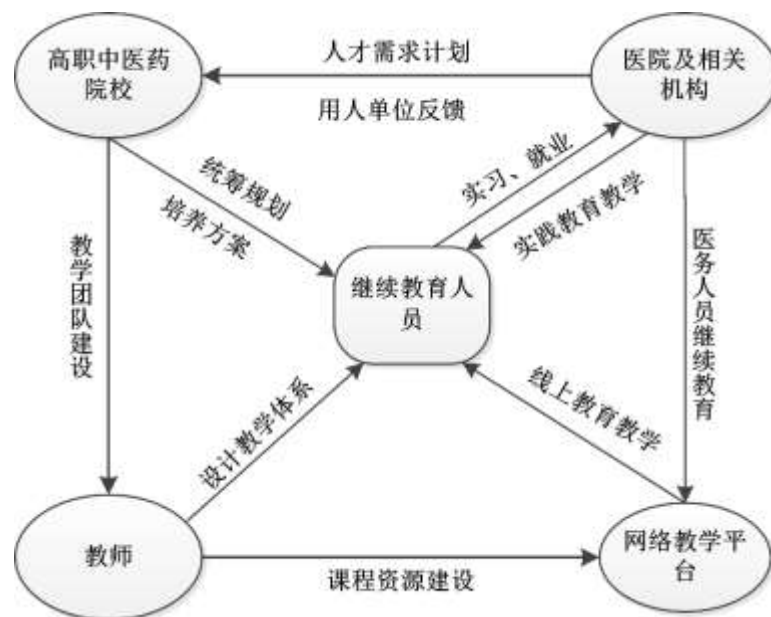 高职中医药
院校
人才需求计划
医院及相关
机构
用人单位反馈
统筹规划
培养方案
实习、就业
实践教育教学
教学团队建设
医务人员继续教育
继续教育人
员
设计教学体系
线上教育教学
教师
网络教学平
台
课程资源建设